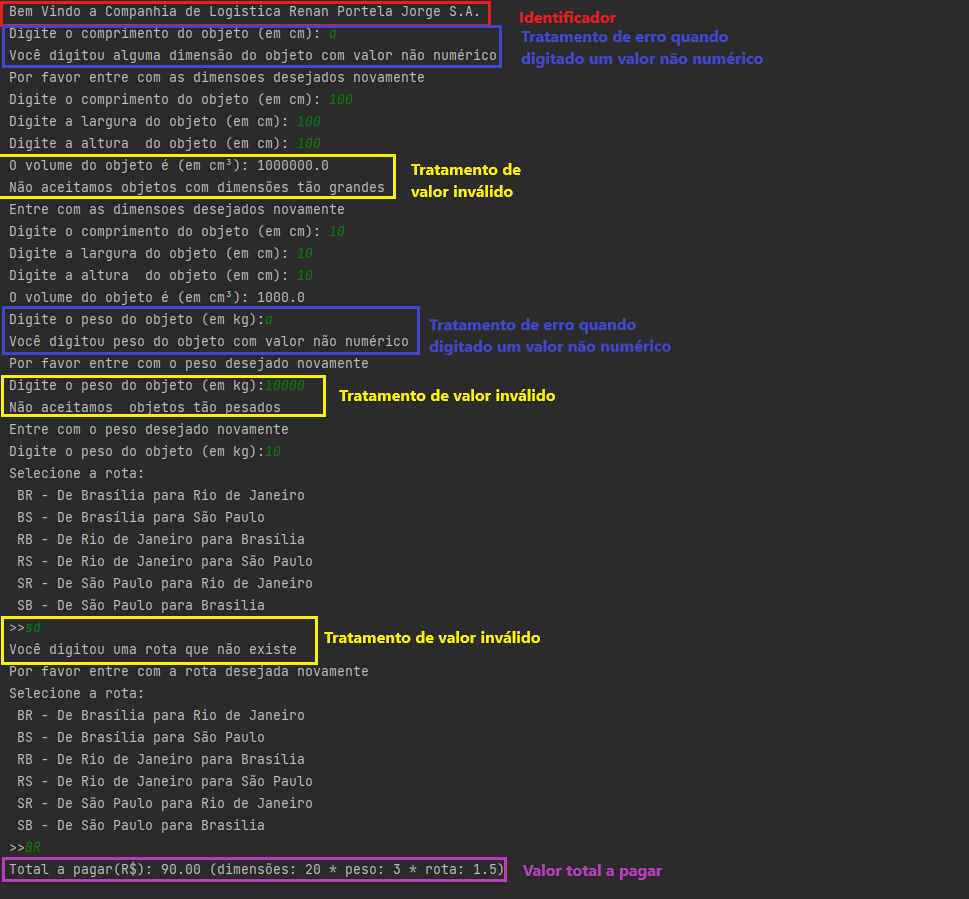 Bem Vindo a Companhia de Logistica Renan Portela Jorge S.A.
Identificador
Digite o comprimento do objeto (em cm): a
Tratamento de erro quando
Você digitou alguma dimensão do objeto com valor não numérico
digitado um valor não numérico
Por favor entre com as dimensoes desejados novamente
Digite o comprimento do objeto (em cm): 100
Digite a largura do objeto (em cm): 100
Digite a altura  do objeto (em cm): 100
O volume do objeto é (em cm³): 1000000.0
Tratamento de
Não aceitamos objetos com dimensões tão grandes
valor inválido
Entre com as dimensoes desejados novamente
Digite o comprimento do objeto (em cm): 10
Digite a largura do objeto (em cm): 10
Digite a altura  do objeto (em cm): 10
O volume do objeto é (em cm³): 1000.0
Digite o peso do objeto (em kg):a
Tratamento de erro quando
Você digitou peso do objeto com valor não numérico
digitado um valor não numérico
Por favor entre com o peso desejado novamente
Digite o peso do objeto (em kg):10000
Tratamento de valor inválido
Não aceitamos  objetos tão pesados
Entre com o peso desejado novamente
Digite o peso do objeto (em kg):10
Selecione a rota:
BR - De Brasília para Rio de Janeiro
BS - De Brasília para São Paulo
RB - De Rio de Janeiro para Brasília
RS - De Rio de Janeiro para São Paulo
SR - De São Paulo para Rio de Janeiro
SB - De São Paulo para Brasilia
>>sd
Tratamento de valor inválido
Você digitou uma rota que não existe
Por favor entre com a rota desejada novamente
Selecione a rota:
BR - De Brasília para Rio de Janeiro
BS - De Brasília para São Paulo
RB - De Rio de Janeiro para Brasília
RS - De Rio de Janeiro para São Paulo
SR - De São Paulo para Rio de Janeiro
SB - De São Paulo para Brasilia
>>BR
Total a pagar(R$): 90.00 (dimensões: 20 * peso: 3 * rota: 1.5)
Valor total a pagar